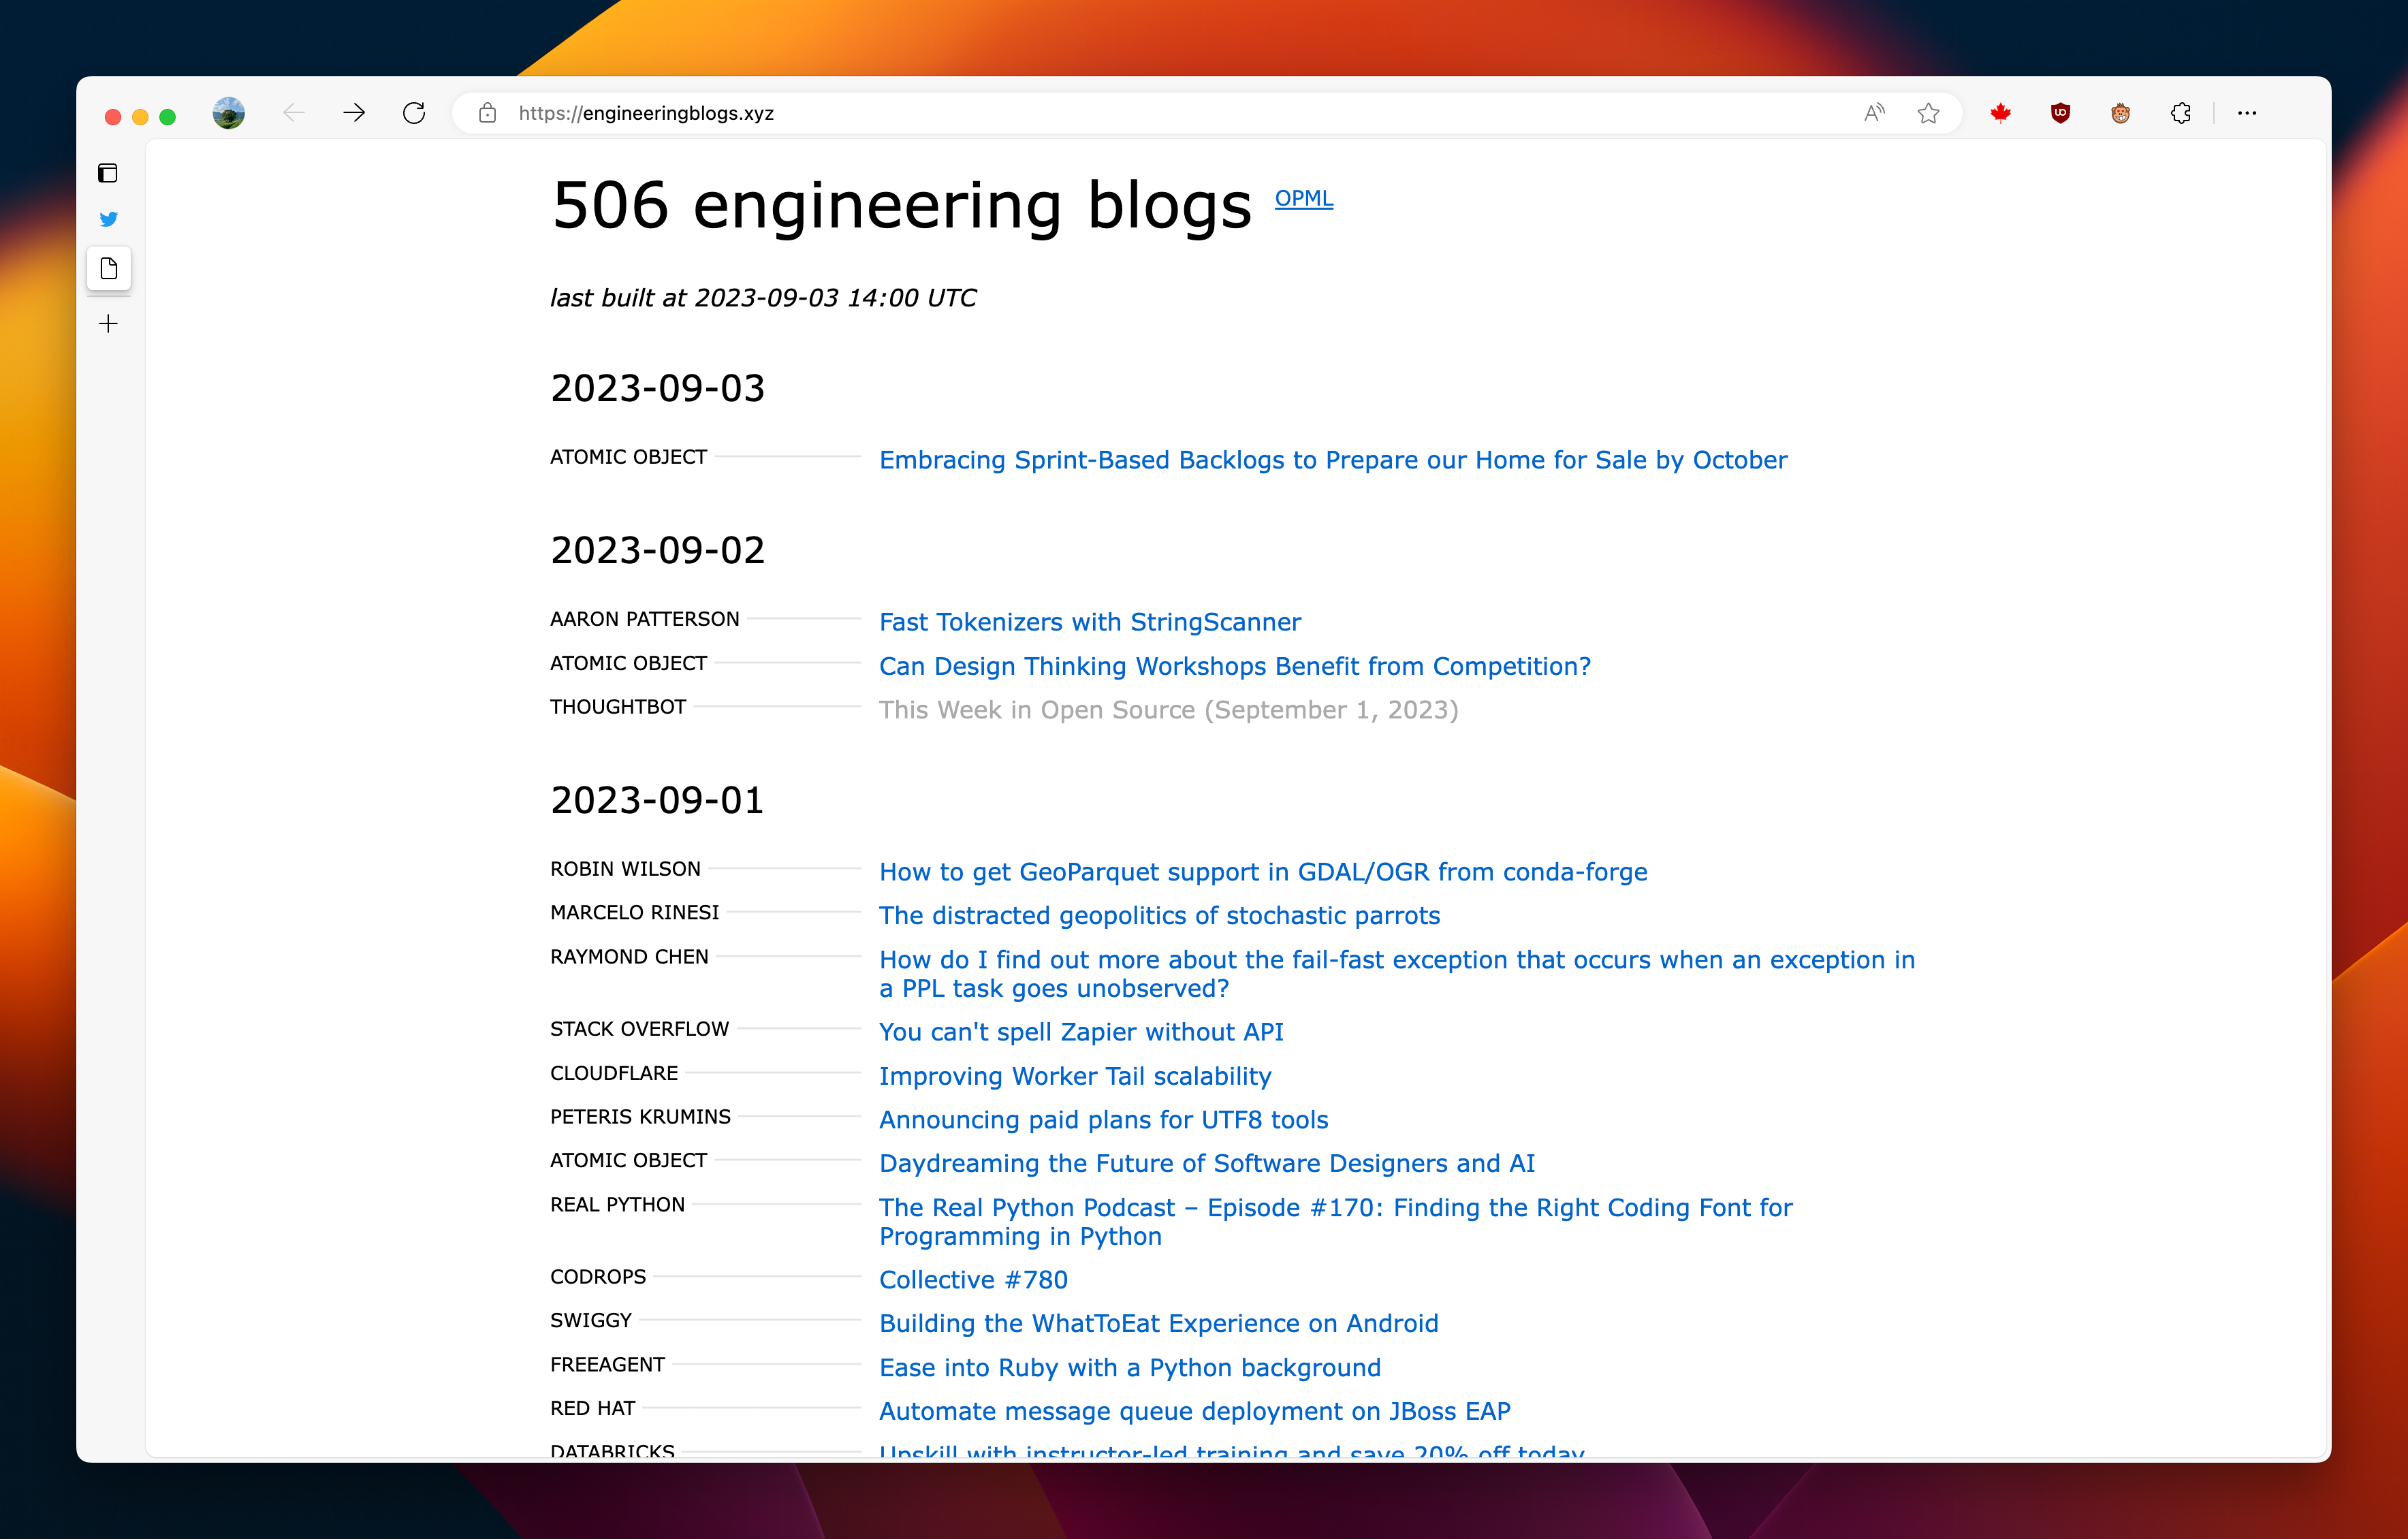 https://engineeringblogs.xyz
506 engineering blogs OPML
last built at 2023-09-03 14:00 UTC
2023-09-03
ATOMIC OBJECT Embracing Sprint-Based Backlogs to Prepare our Home for Sale by October
2023-09-02
AARON PATTERSON Fast Tokenizers with StringScanner
ATOMIC OBJECT Can Design Thinking Workshops Benefit from Competition?
THOUGHTBOT This Week in Open Source (September 1, 2023)
2023-09-01
ROBIN WILSON How to get GeoParquet support in GDAL/OGR from conda-forge
MARCELO RINESI The distracted geopolitics of stochastic parrots
RAYMOND CHEN How do I find out more about the fail-fast exception that occurs when an exception in
a PPL task goes unobserved?
STACK OVERFLOW You can't spell Zapier without API
CLOUDFLARE Improving Worker Tail scalability
PETERIS KRUMINS Announcing paid plans for UTF8 tools
ATOMIC OBJECT Daydreaming the Future of Software Designers and AI
REAL PYTHON The Real Python Podcast – Episode #170: Finding the Right Coding Font for
Programming in Python
CODROPS Collective #780
SWIGGY Building the WhatToEat Experience on Android
FREEAGENT Ease into Ruby with a Python background
RED HAT Automate message queue deployment on JBoss EAP
DATABRICKS Upskill with instructor-led training and save 20% off today